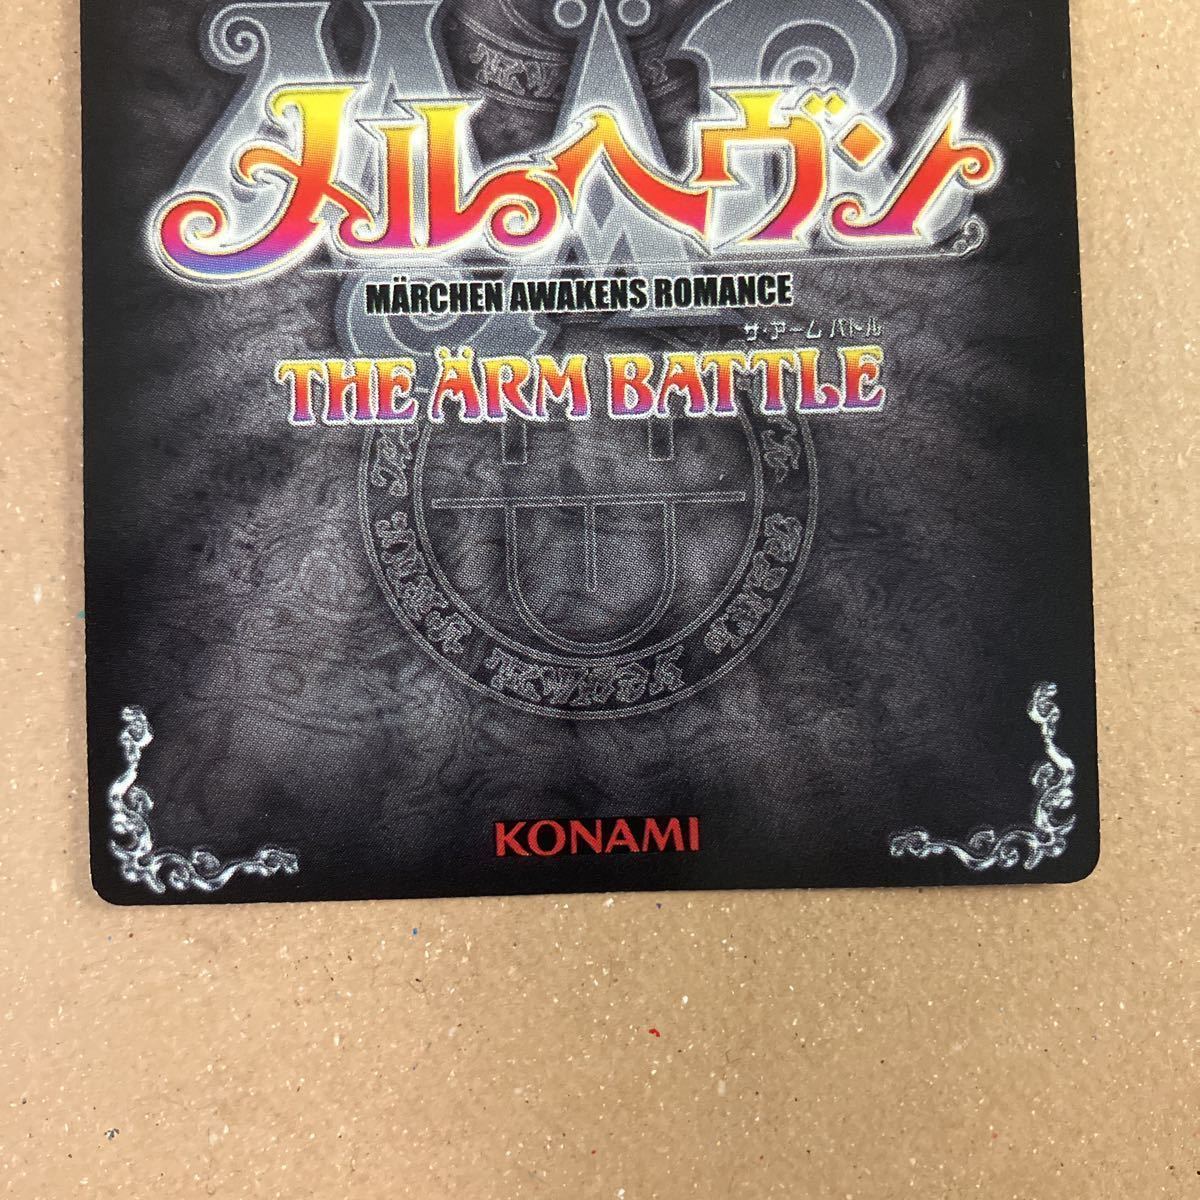 MÄR
メルヘヴン
MÄRCHEN AWAKENS ROMANCE
ザ・アーム バトル
THE ÄRM BATTLE
KONAMI